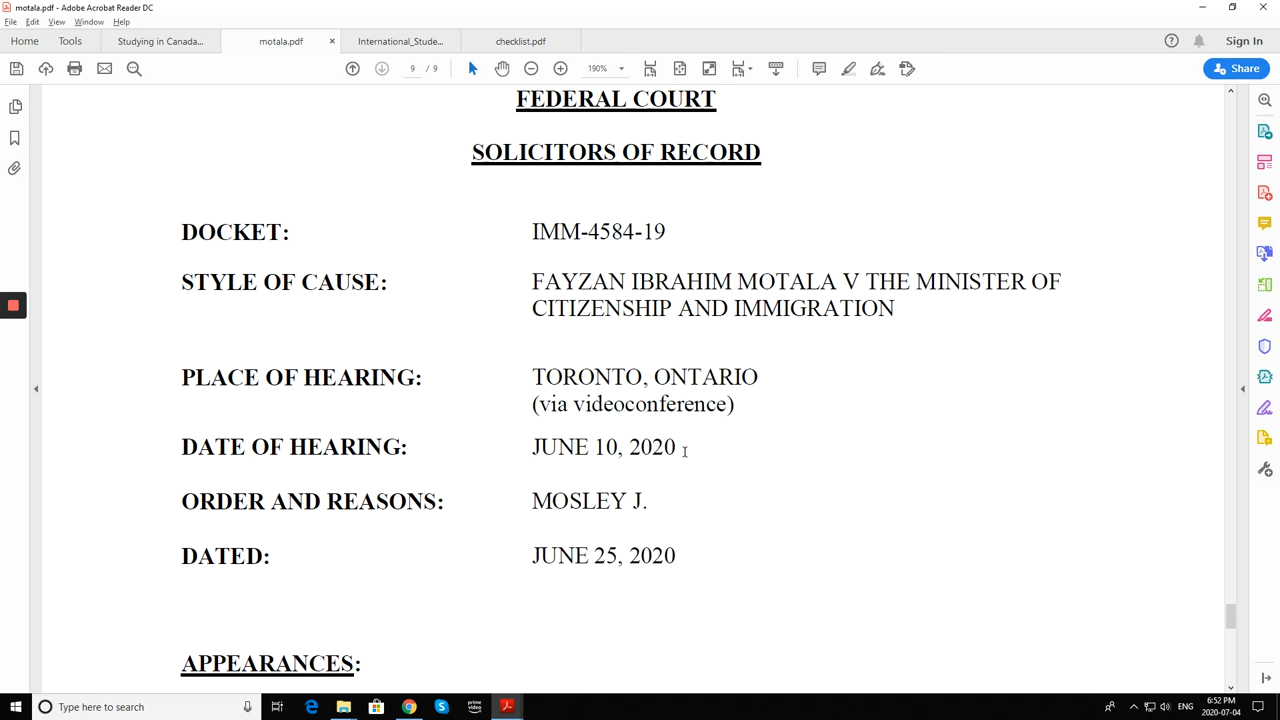 motala.pdf - Adobe Acrobat Reader DC
File Edit View Window Help
Home Tools Studying in Canada... motala.pdf × International_Stude... checklist.pdf Sign In
9 / 9 190% Share
FEDERAL COURT
SOLICITORS OF RECORD
DOCKET: IMM-4584-19
STYLE OF CAUSE: FAYZAN IBRAHIM MOTALA V THE MINISTER OF
CITIZENSHIP AND IMMIGRATION
PLACE OF HEARING: TORONTO, ONTARIO
(via videoconference)
DATE OF HEARING: JUNE 10, 2020
ORDER AND REASONS: MOSLEY J.
DATED: JUNE 25, 2020
APPEARANCES:
Type here to search prime video ENG 6:52 PM
2020-07-04